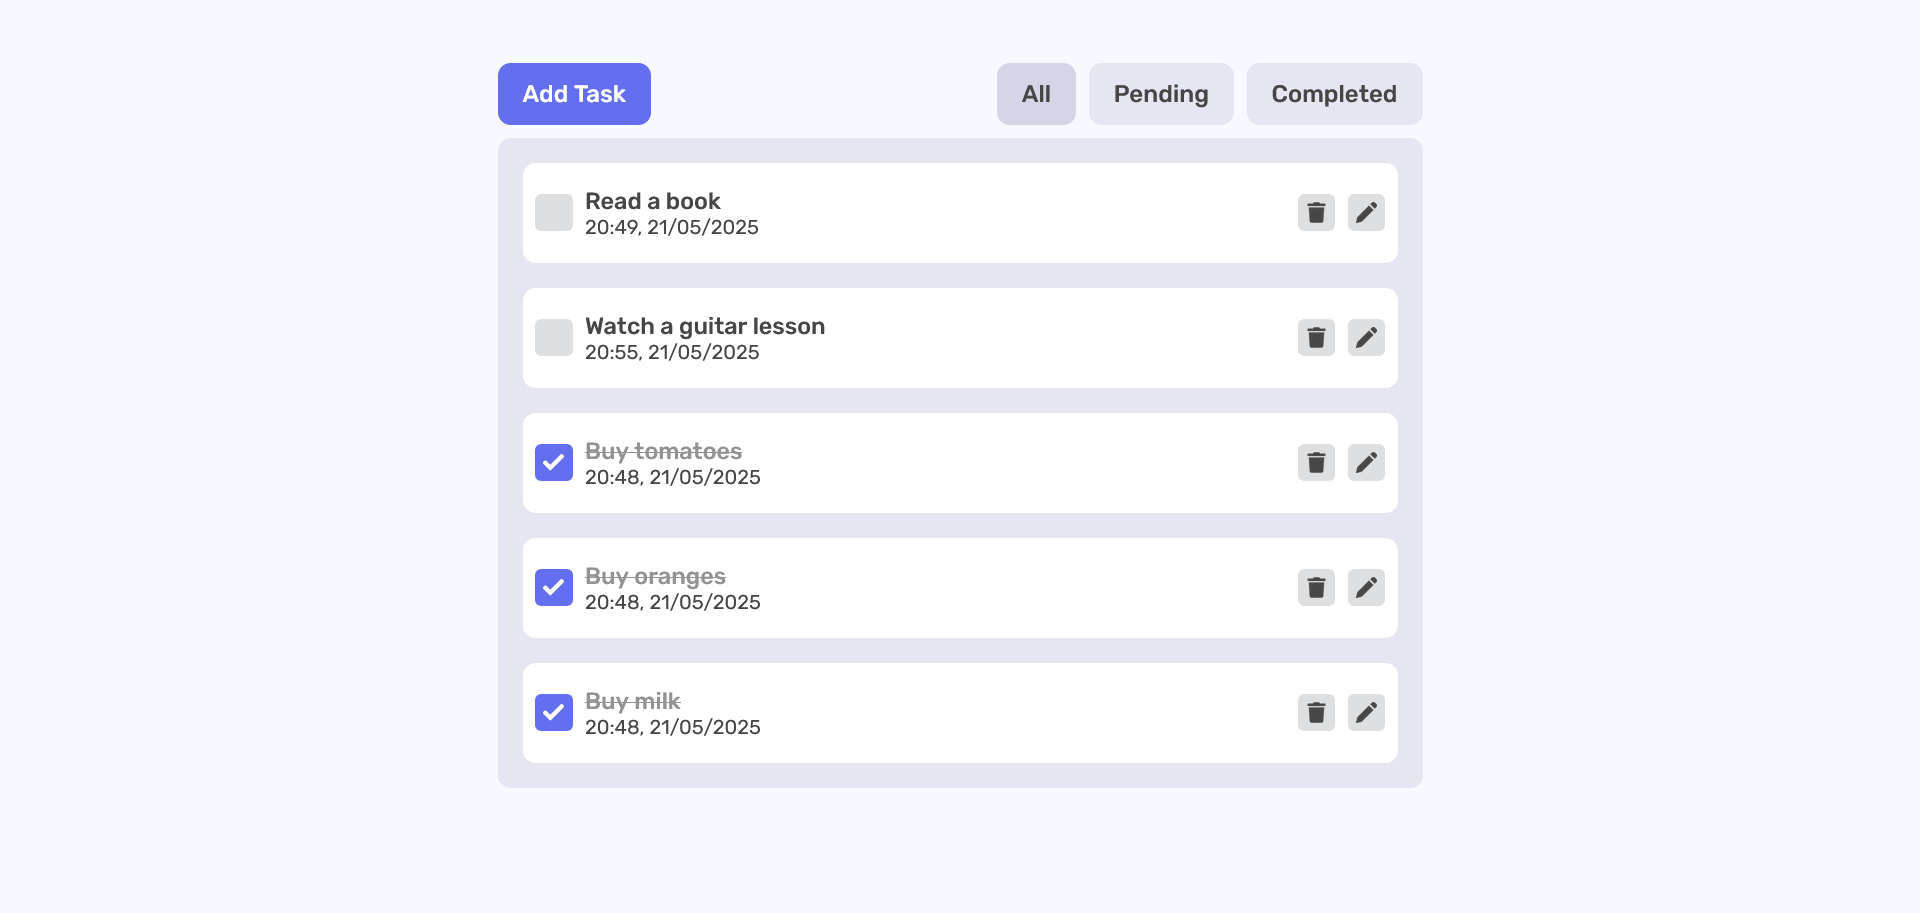 Add Task
All
Pending
Completed
Read a book
20:49, 21/05/2025
Watch a guitar lesson
20:55, 21/05/2025
Buy tomatoes
20:48, 21/05/2025
Buy oranges
20:48, 21/05/2025
Buy milk
20:48, 21/05/2025